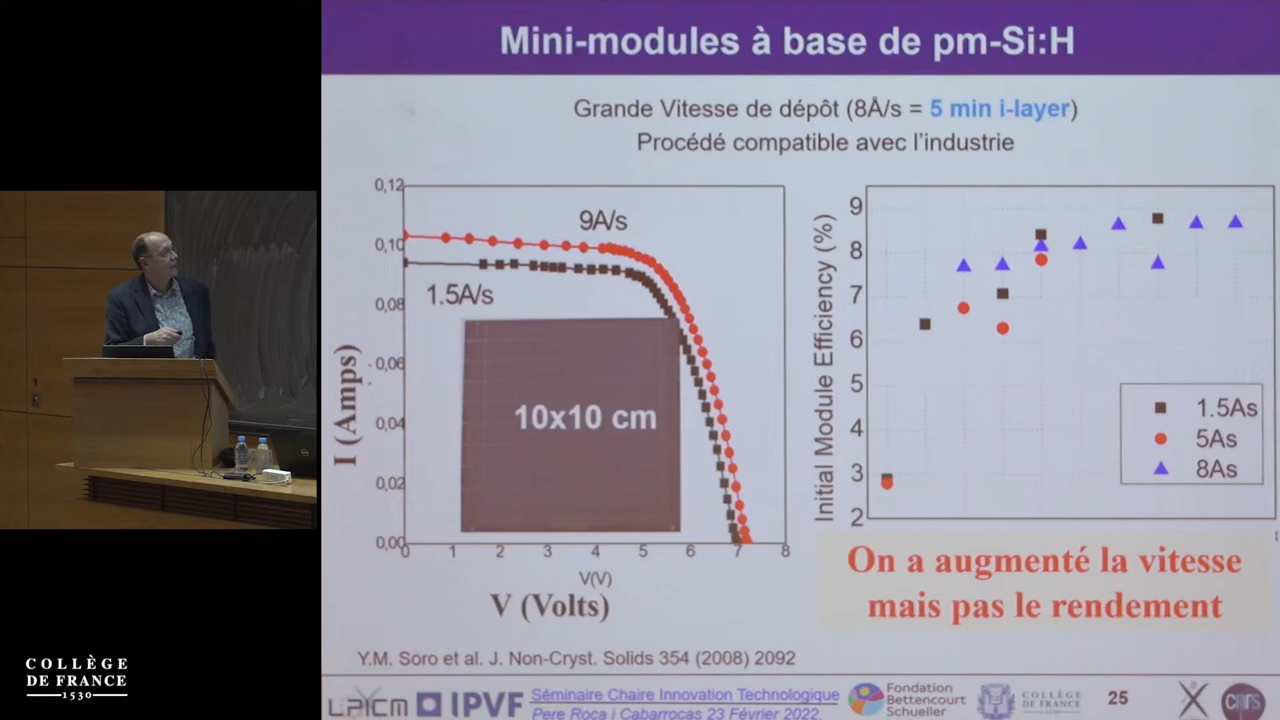 Mini-modules à base de pm-Si:H
Grande Vitesse de dépôt (8Å/s = 5 min i-layer)
Procédé compatible avec l'industrie
0,12
0,10
0,08
0,06
0,04
0,02
0,00
I (Amps)
9A/s
1.5A/s
10x10 cm
0 1 2 3 4 5 6 7 8
V(V)
V (Volts)
9
8
7
6
5
4
3
2
Initial Module Efficiency (%)
1.5As
5As
8As
On a augmenté la vitesse
mais pas le rendement
Y.M. Soro et al. J. Non-Cryst. Solids 354 (2008) 2092
LPICM IPVF
Séminaire Chaire Innovation Technologique
Pere Roca i Cabarrocas 23 Février 2022.
Fondation
Bettencourt
Schueller
COLLÈGE
DE FRANCE
25
X
cnrs
COLLÈGE
DE FRANCE
1530